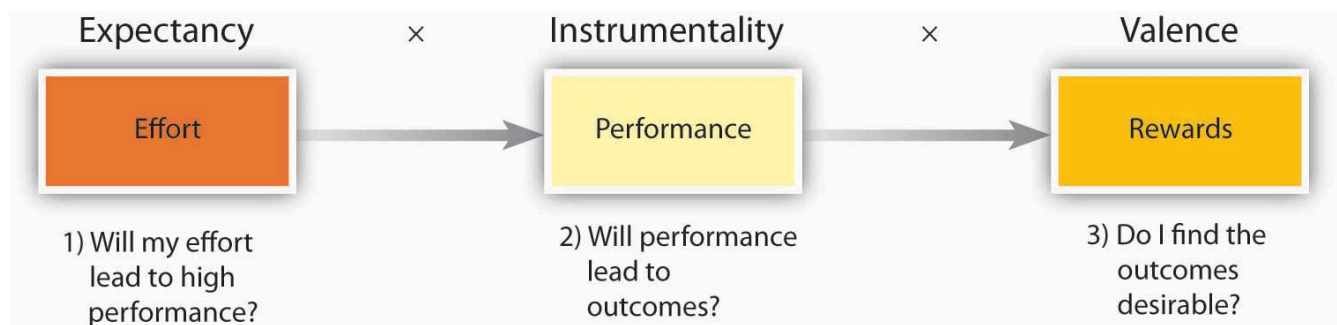 Expectancy × Instrumentality × Valence
Effort Performance Rewards
1) Will my effort
lead to high
performance?
2) Will performance
lead to
outcomes?
3) Do I find the
outcomes
desirable?